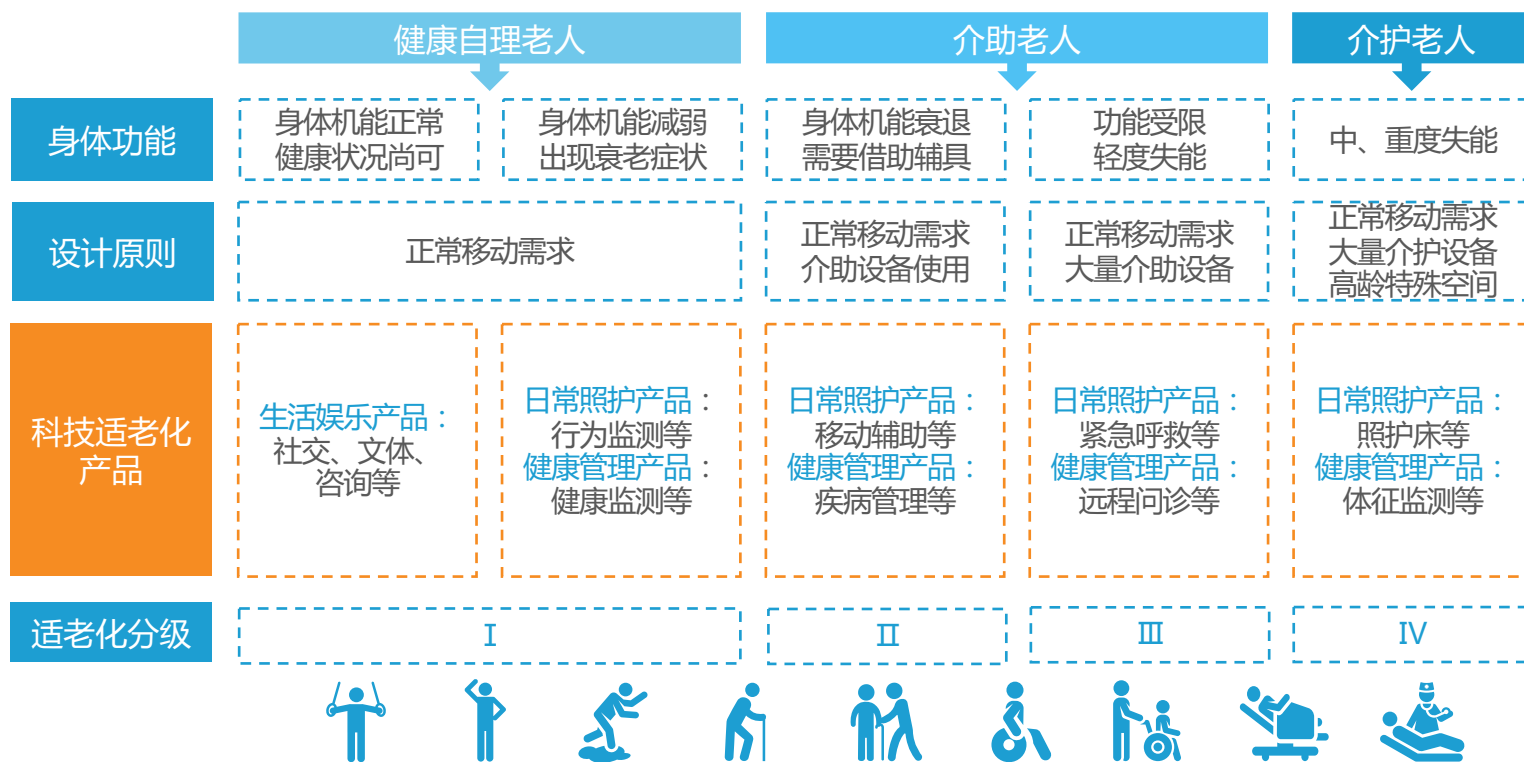 健康自理老人
介助老人
介护老人
身体功能
身体机能正常
健康状况尚可
身体机能减弱
出现衰老症状
身体机能衰退
需要借助辅具
功能受限
轻度失能
中、重度失能
设计原则
正常移动需求
正常移动需求
介助设备使用
正常移动需求
大量介助设备
正常移动需求
大量介护设备
高龄特殊空间
科技适老化
产品
生活娱乐产品：
社交、文体、
咨询等
日常照护产品：
行为监测等
健康管理产品：
健康监测等
日常照护产品：
移动辅助等
健康管理产品：
疾病管理等
日常照护产品：
紧急呼救等
健康管理产品：
远程问诊等
日常照护产品：
照护床等
健康管理产品：
体征监测等
适老化分级
Ⅰ
Ⅱ
Ⅲ
Ⅳ